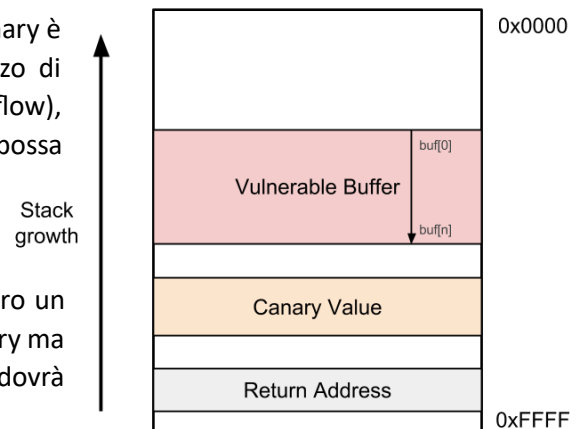 ary è
zo di
flow),
possa
ro un
ry ma
dovrà
Stack
growth
0x0000
buf[0]
Vulnerable Buffer
buf[n]
Canary Value
Return Address
0xFFFF